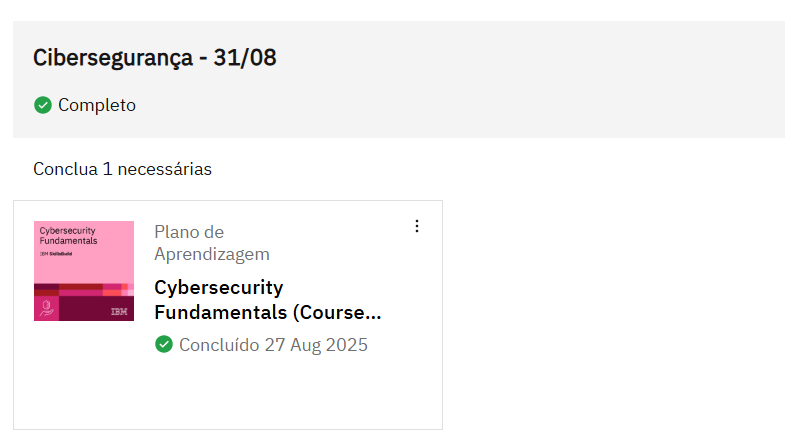 Cibersegurança - 31/08
Completo
Conclua 1 necessárias
Cybersecurity
Fundamentals
IBM SkillsBuild
IBM
Plano de
Aprendizagem
Cybersecurity
Fundamentals (Course...
Concluído 27 Aug 2025